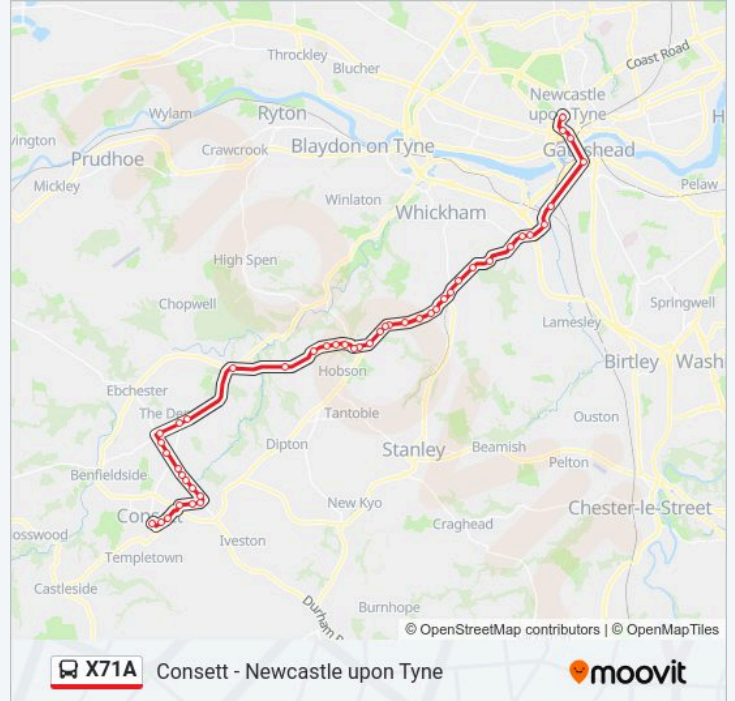 Throckley
Blucher
Coast Road
Newcastle
upon Tyne
Wylam
Ryton
Crawcrook
Blaydon on Tyne
Gateshead
Prudhoe
Mickley
Pelaw
Winlaton
Whickham
High Spen
Chopwell
Springwell
Lamesley
Hobson
Birtley
Wash
Ebchester
The De
Tantobie
Ouston
Dipton
Stanley
Beamish
Pelton
Benfieldside
New Kyo
Chester-le-Street
Consett
osswood
Iveston
Craghead
Templetown
Castleside
Burnhope
Durham R
© OpenStreetMap contributors | © OpenMapTiles
X71A Consett - Newcastle upon Tyne
moovit